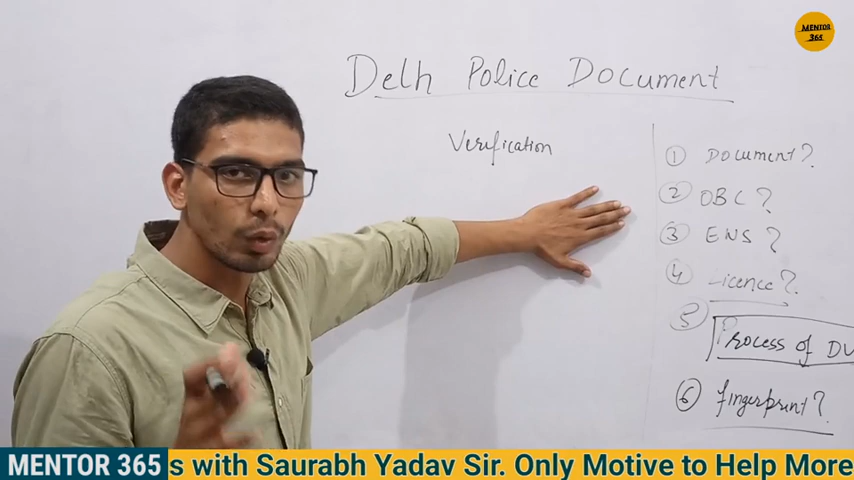 MENTOR
365
Delh Police Document
Verification
① Document?
② OBC?
③ EWS?
④ Licence?
⑤ Process of DV
⑥ fingerprint?
MENTOR 365 s with Saurabh Yadav Sir. Only Motive to Help More